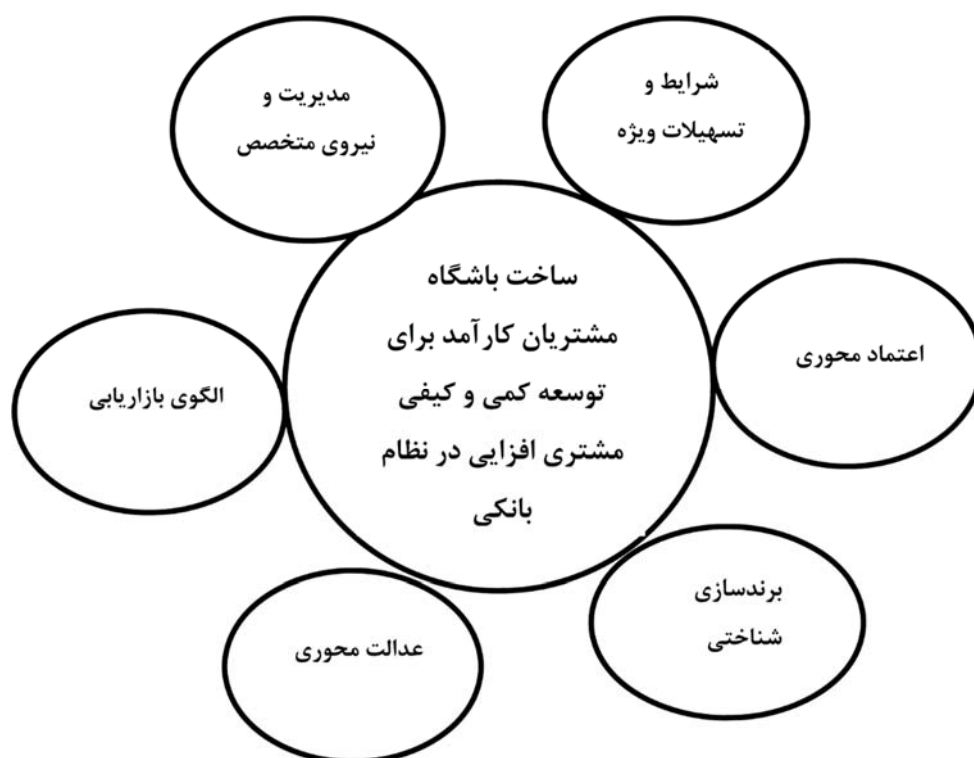 شرایط و
تسهیلات ویژه
مدیریت و
نیروی متخصص
ساخت باشگاه
مشتریان کارآمد برای
توسعه کمی و کیفی
مشتری افزایی در نظام
بانکی
اعتماد محوری
الگوی بازاریابی
برندسازی
شناختی
عدالت محوری